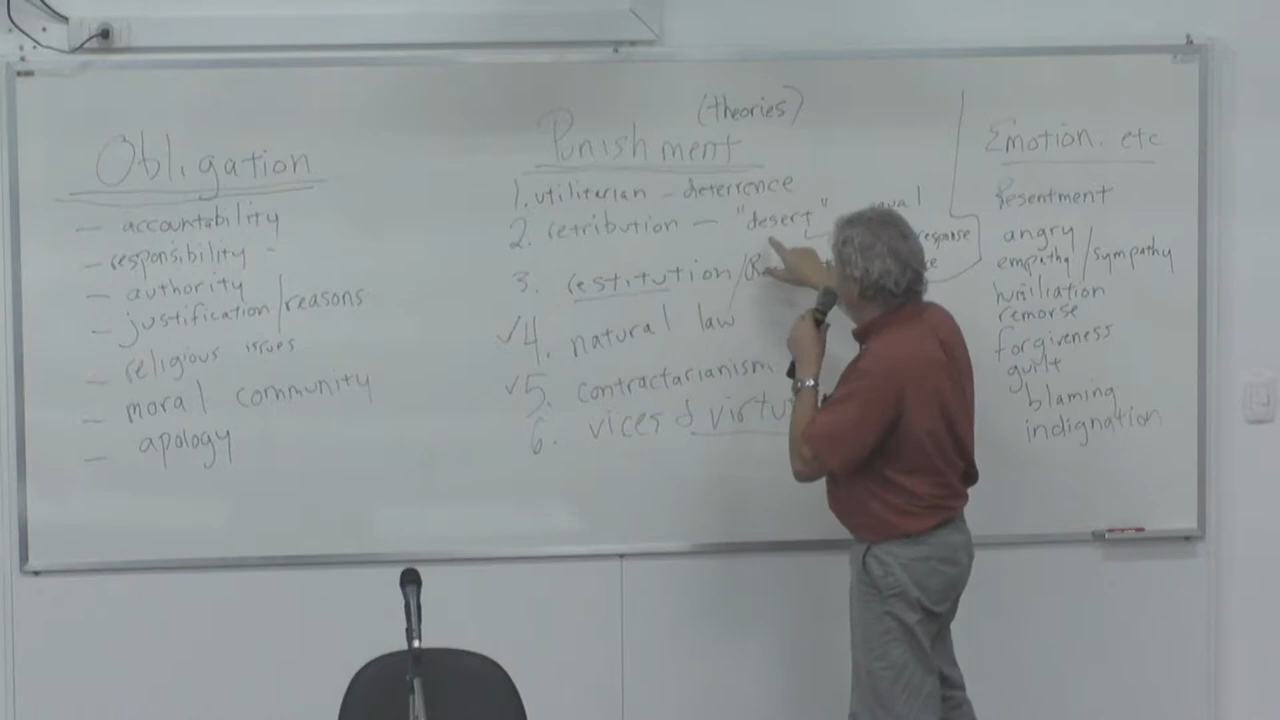 Obligation
— accountability
— responsibility -
— authority
— justification/reasons
— religious issues
— moral community
— apology
(theories)
Punishment
1. utilitarian - deterrence
2. retribution - "desert" equal
response
3. restitution /
✓4. natural law
✓5. contractarianism
6. vices &
Emotion. etc
Resentment
angry
empathy/sympathy
humiliation
remorse
forgiveness
guilt
blaming
indignation